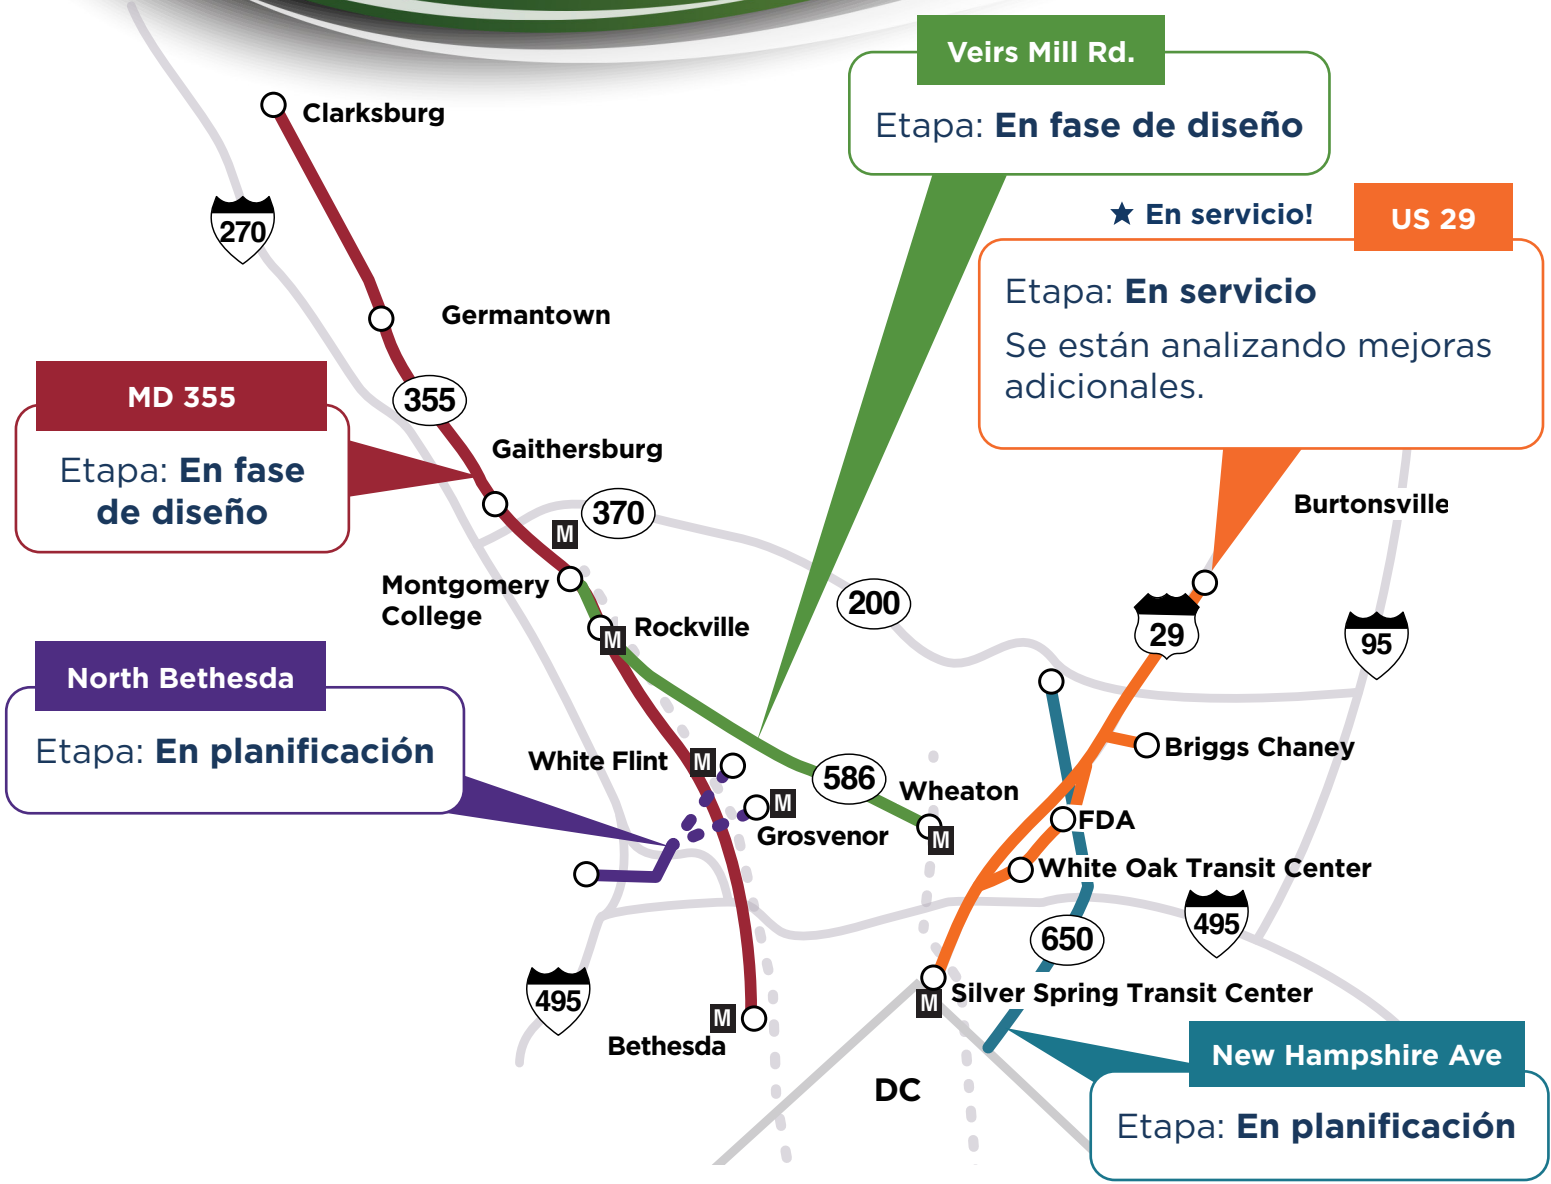 Veirs Mill Rd.
Etapa: En fase de diseño
Clarksburg
270
★ En servicio!
US 29
Etapa: En servicio
Se están analizando mejoras
adicionales.
Germantown
MD 355
Etapa: En fase
de diseño
355
Gaithersburg
370
M
Burtonsville
Montgomery
College
200
Rockville
M
29
95
North Bethesda
Etapa: En planificación
White Flint
M
586
Briggs Chaney
Wheaton
M
Grosvenor
M
FDA
White Oak Transit Center
495
650
495
Silver Spring Transit Center
M
M
Bethesda
DC
New Hampshire Ave
Etapa: En planificación